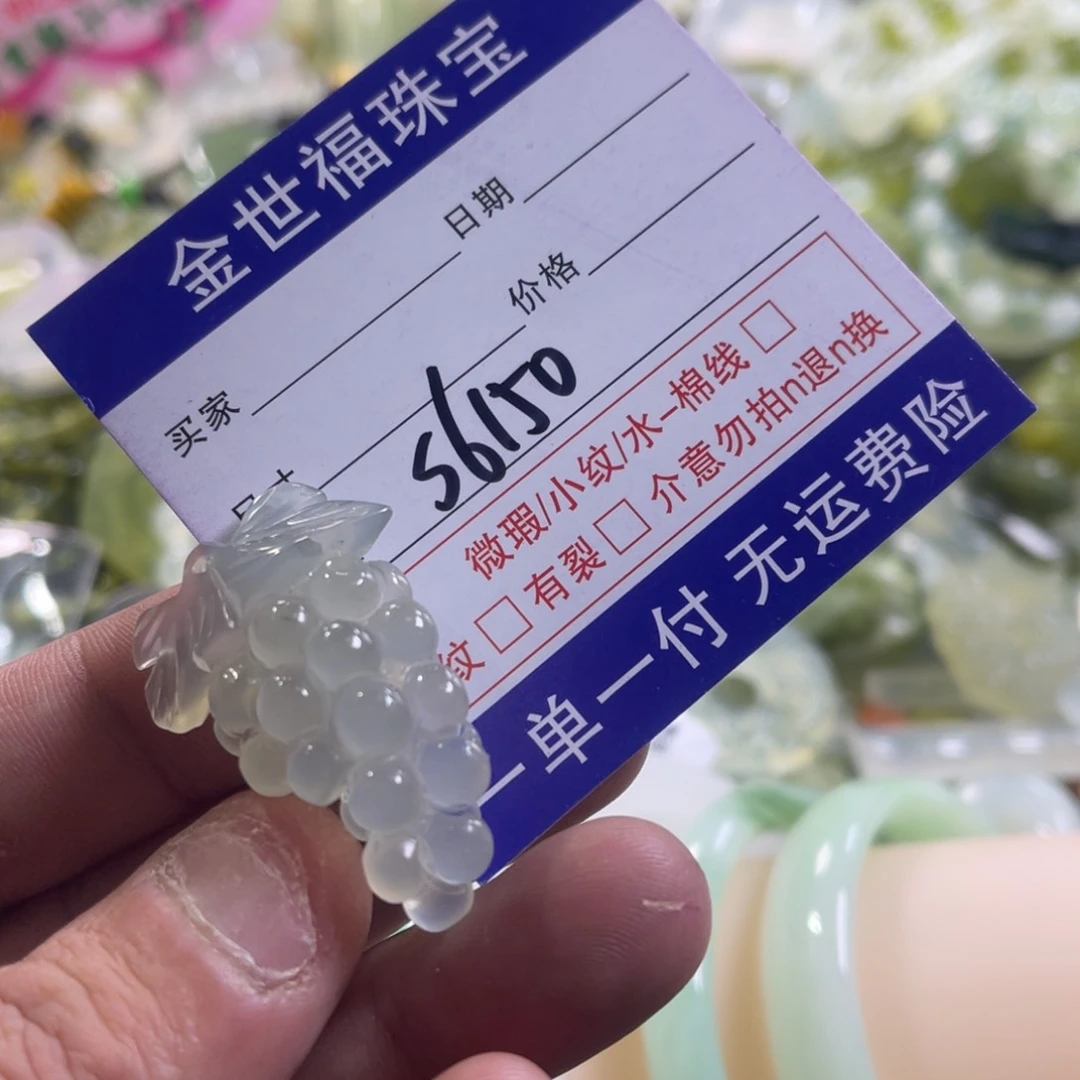 金世福珠宝
买家 日期
价格
56150
微瑕/小纹/水-棉线 □
纹 □ 有裂 □ 介意勿拍n退n换
一单一付 无运费险